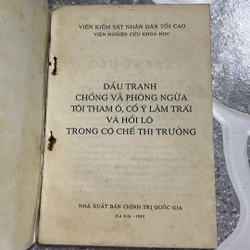 VIỆN KIỂM SÁT NHÂN DÂN TỐI CAO
VIỆN NGHIÊN CỨU KHOA HỌC
ĐẤU TRANH
CHỐNG VÀ PHÒNG NGỪA
TỘI THAM Ô, CỐ Ý LÀM TRÁI
VÀ HỐI LỘ
TRONG CƠ CHẾ THỊ TRƯỜNG
NHÀ XUẤT BẢN CHÍNH TRỊ QUỐC GIA
HÀ NỘI -